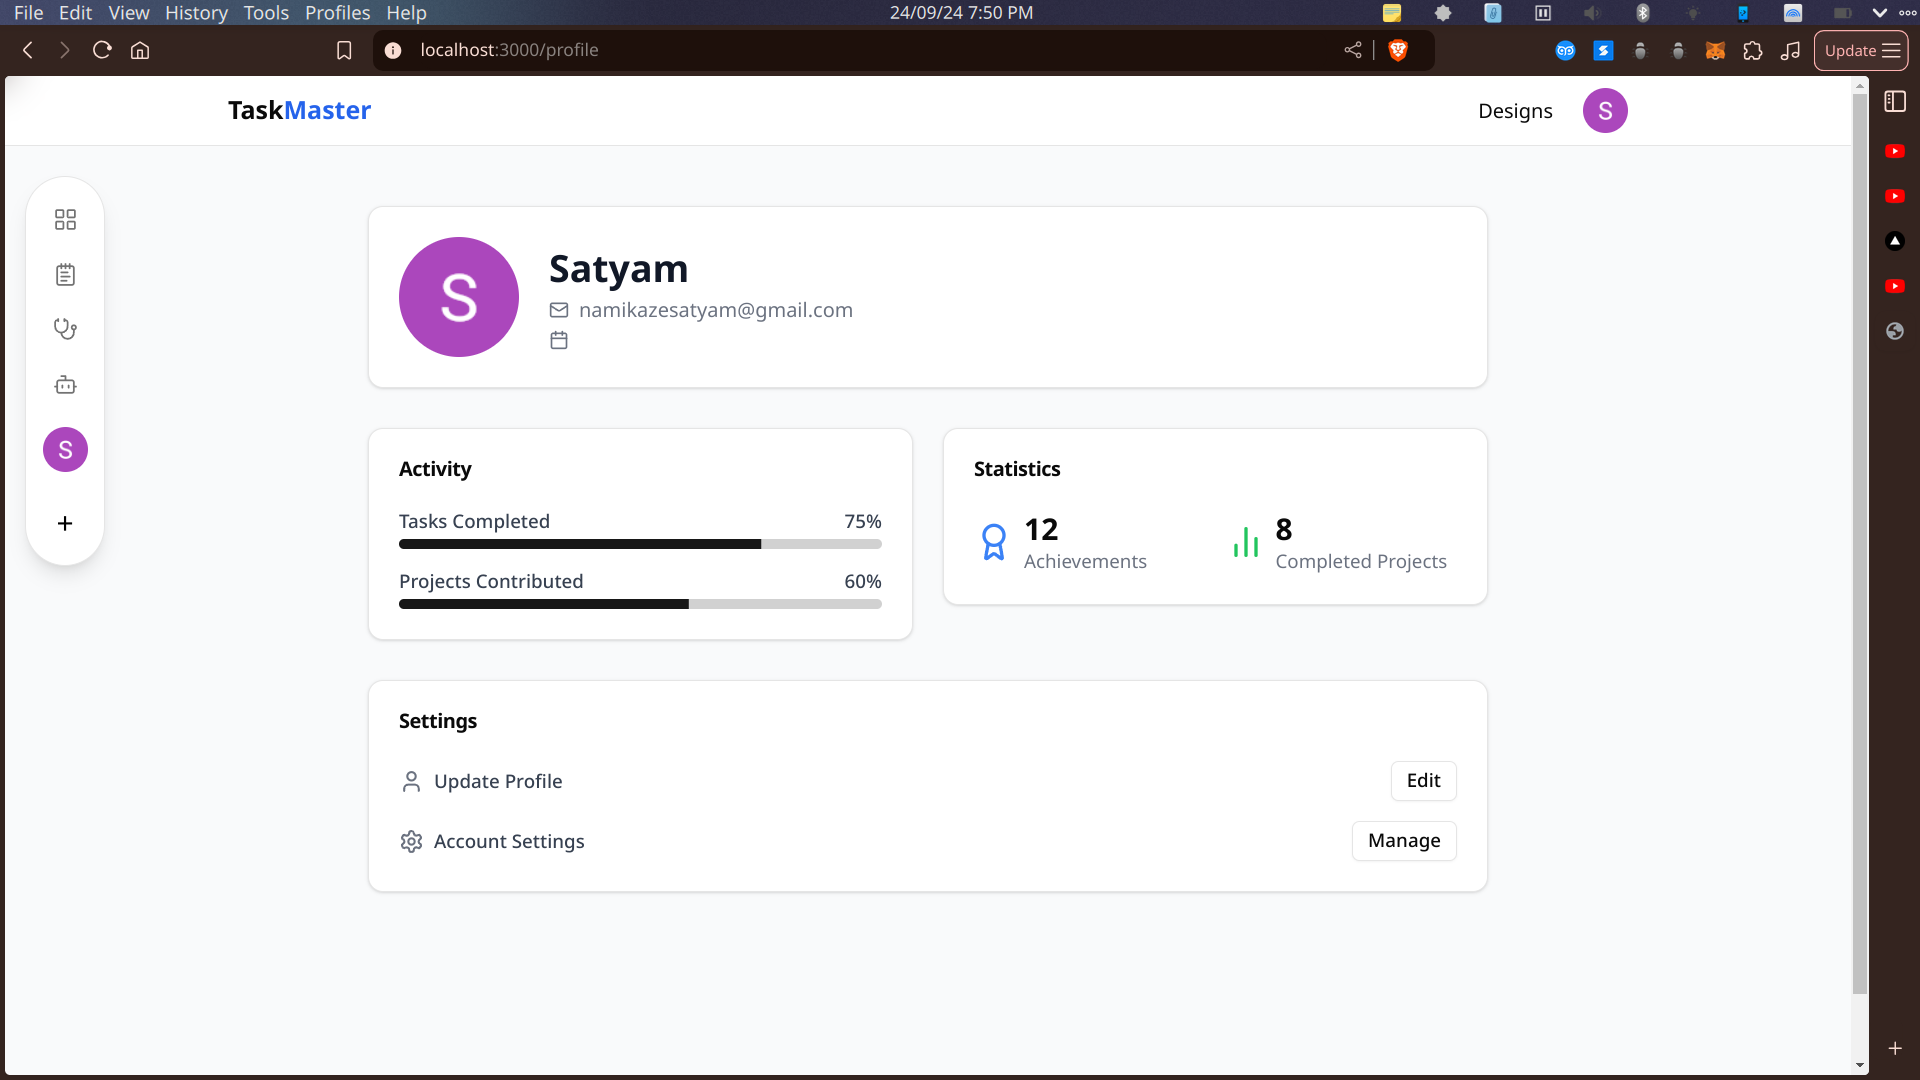 File Edit View History Tools Profiles Help
24/09/24 7:50 PM
localhost:3000/profile
Update
TaskMaster
Designs
S
S
Satyam
namikazesatyam@gmail.com
S
Activity
Tasks Completed 75%
Projects Contributed 60%
Statistics
12
Achievements
8
Completed Projects
Settings
Update Profile
Edit
Account Settings
Manage